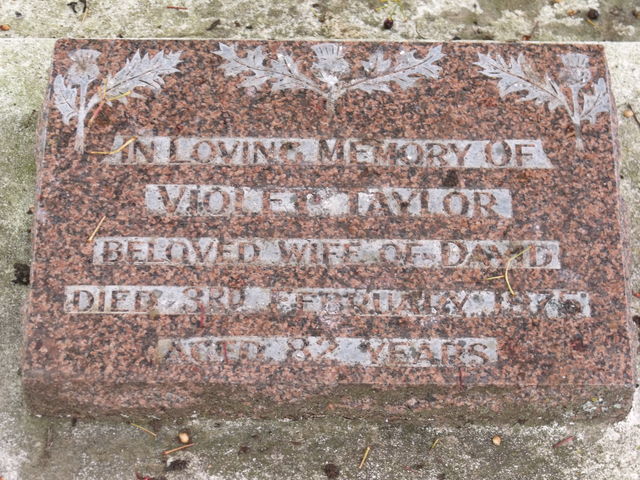 IN LOVING MEMORY OF
VIOLET TAYLOR
BELOVED WIFE OF DAVID
DIED 3RD FEBRUARY
AGED YEARS